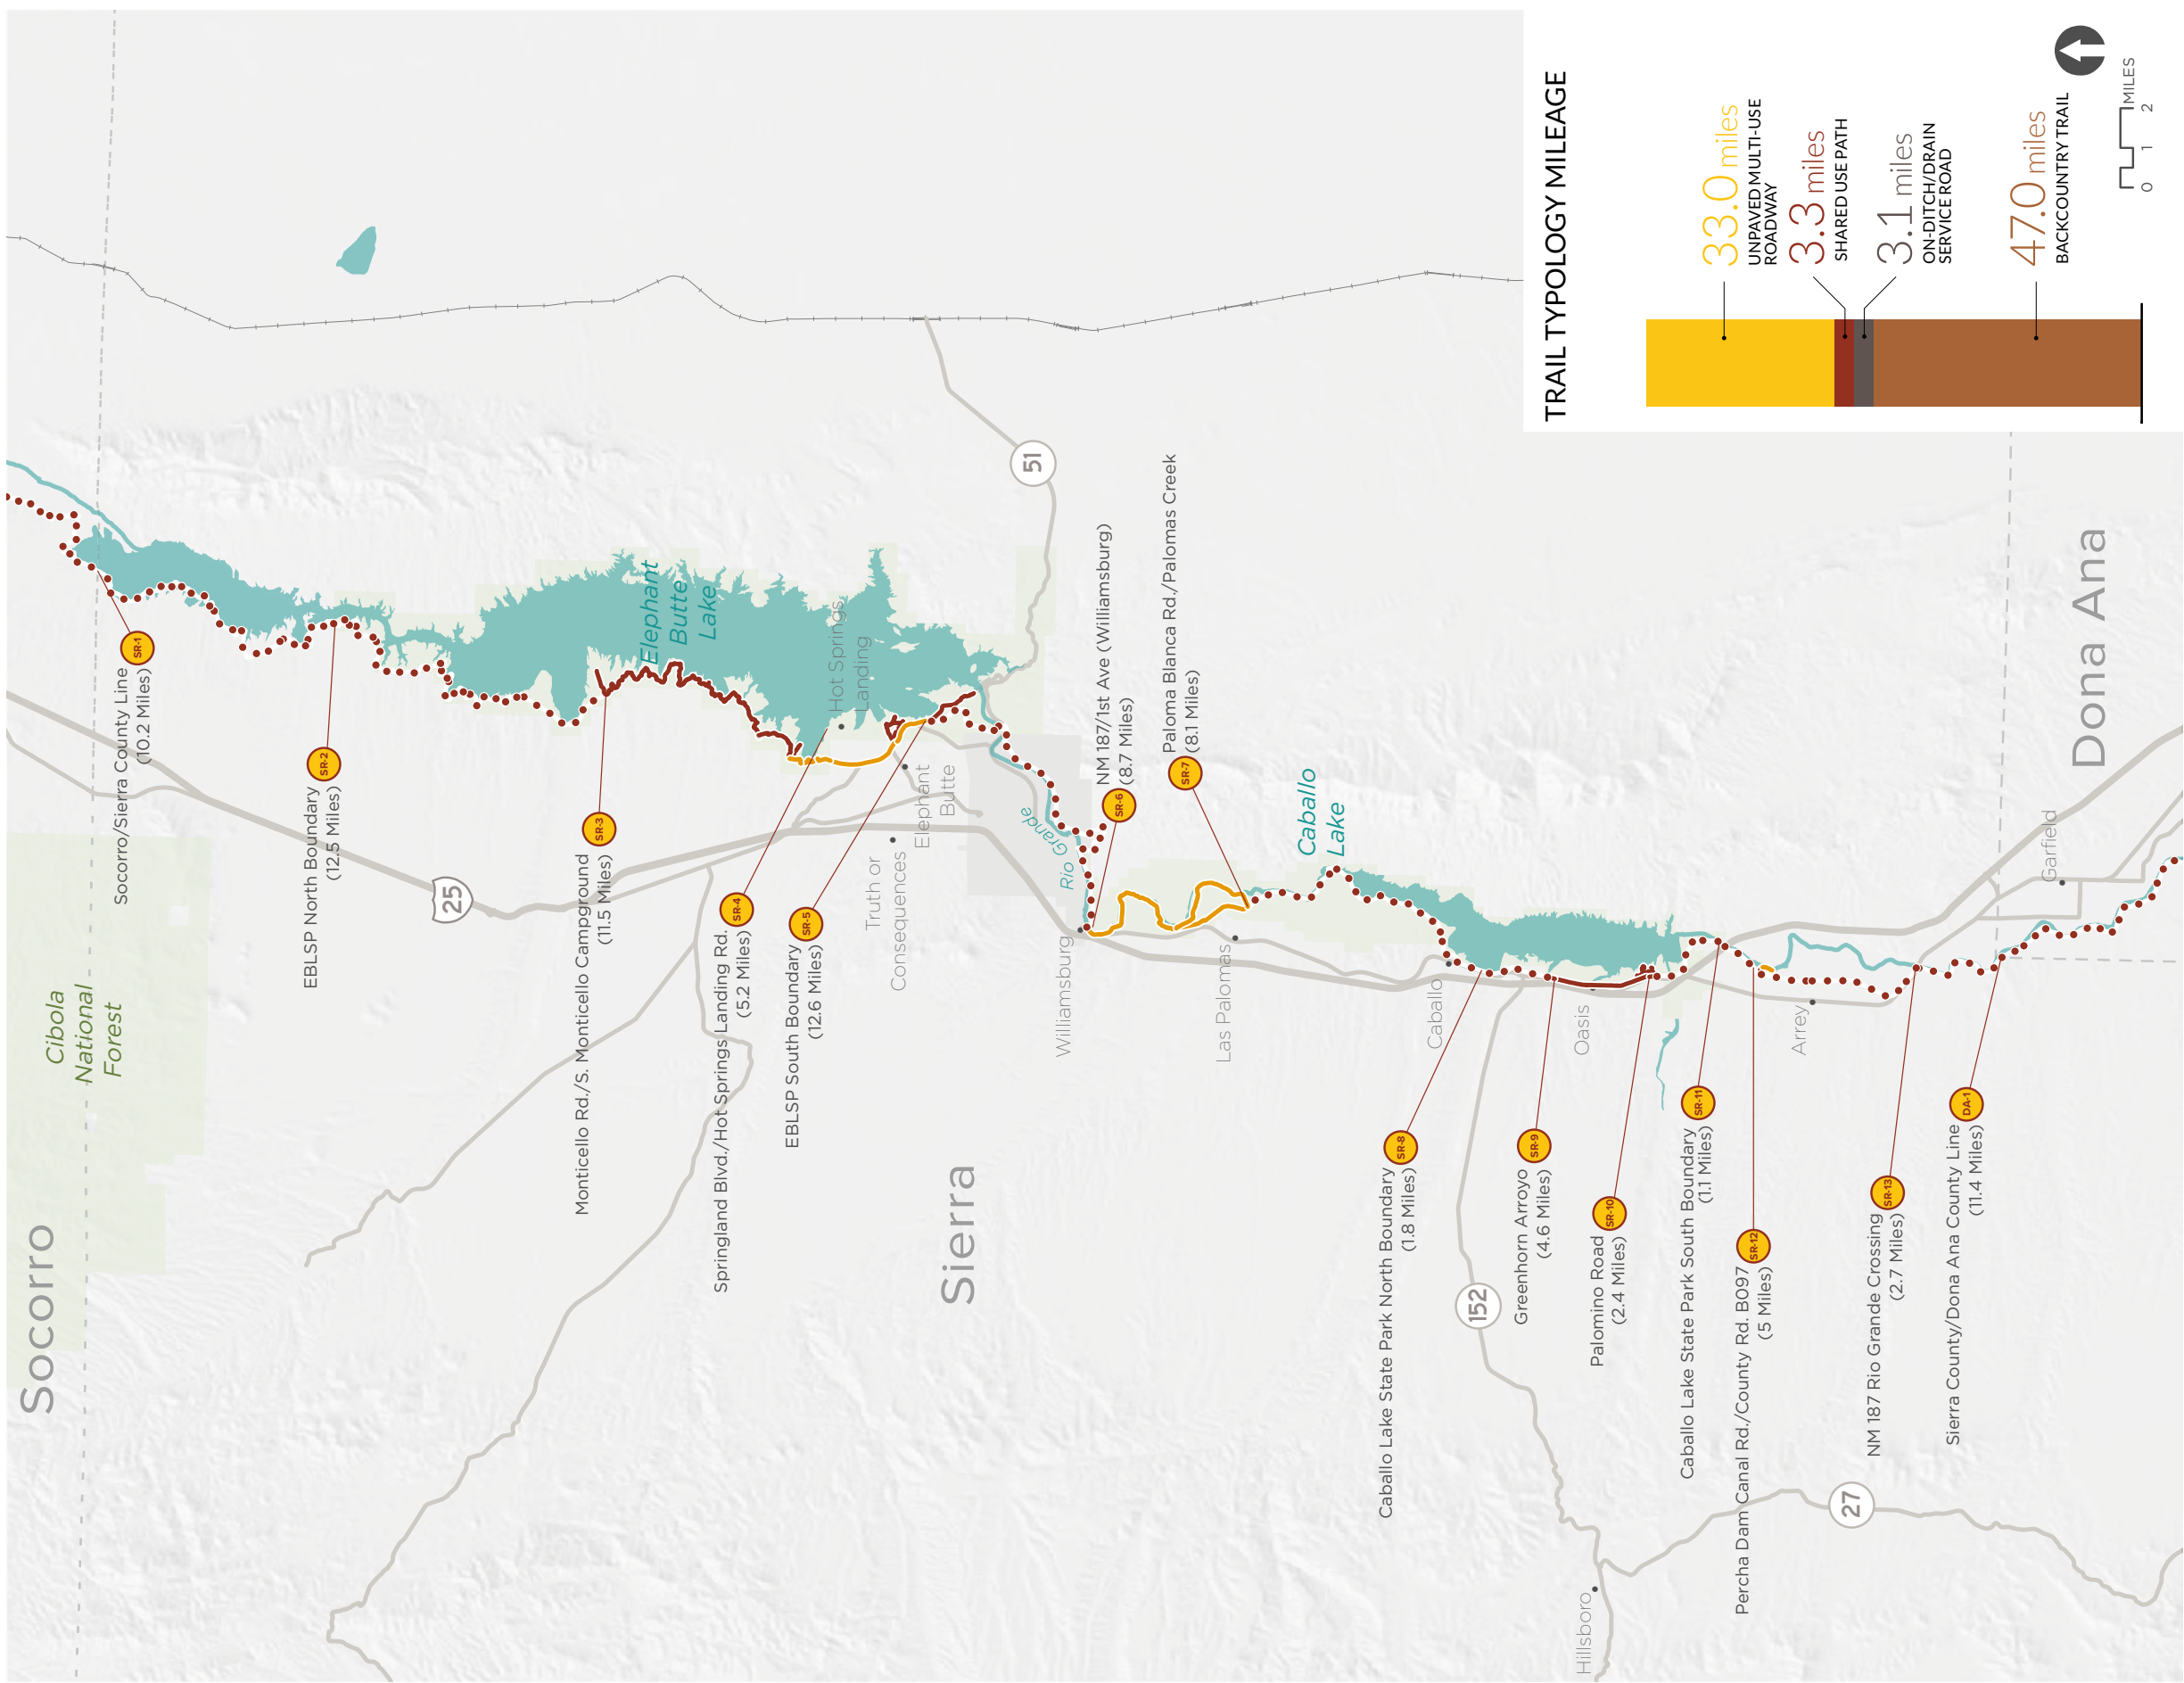 Socorro
Cibola
National
Forest
Socorro/Sierra County Line
(10.2 Miles)
SR-1
EBLSP North Boundary
(12.5 Miles)
SR-2
25
Monticello Rd./S. Monticello Campground
(11.5 Miles)
SR-3
Elephant
Butte
Lake
Springland Blvd./Hot Springs Landing Rd.
(5.2 Miles)
SR-4
Hot Springs
Landing
EBLSP South Boundary
(12.6 Miles)
SR-5
Truth or
Consequences
Elephant
Butte
Sierra
51
Rio Grande
Williamsburg
NM 187/1st Ave (Williamsburg)
(8.7 Miles)
SR-6
Paloma Blanca Rd./Palomas Creek
(8.1 Miles)
SR-7
Las Palomas
Caballo
Lake
Caballo Lake State Park North Boundary
(1.8 Miles)
SR-8
Caballo
152
Greenhorn Arroyo
(4.6 Miles)
SR-9
Oasis
Palomino Road
(2.4 Miles)
SR-10
Hillsboro
Caballo Lake State Park South Boundary
(1.1 Miles)
SR-11
Percha Dam Canal Rd./County Rd. B097
(5 Miles)
SR-12
Arrey
27
NM 187 Rio Grande Crossing
(2.7 Miles)
SR-13
Sierra County/Dona Ana County Line
(11.4 Miles)
DA-1
Garfield
Dona Ana
TRAIL TYPOLOGY MILEAGE
33.0 miles
UNPAVED MULTI-USE
ROADWAY
3.3 miles
SHARED USE PATH
3.1 miles
ON-DITCH/DRAIN
SERVICE ROAD
47.0 miles
BACKCOUNTRY TRAIL
MILES
0 1 2